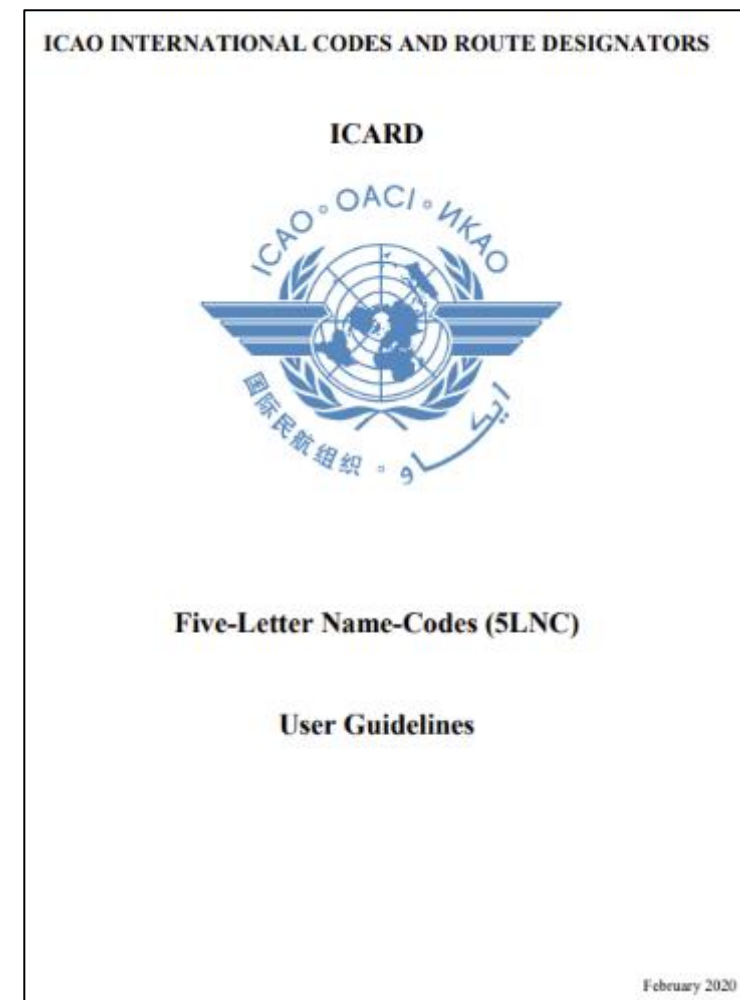 ICAO INTERNATIONAL CODES AND ROUTE DESIGNATORS
ICARD
ICAO ◦ OACI ◦ ИКАО
国际民航组织 ◦ ايكاو
Five-Letter Name-Codes (5LNC)
User Guidelines
February 2020